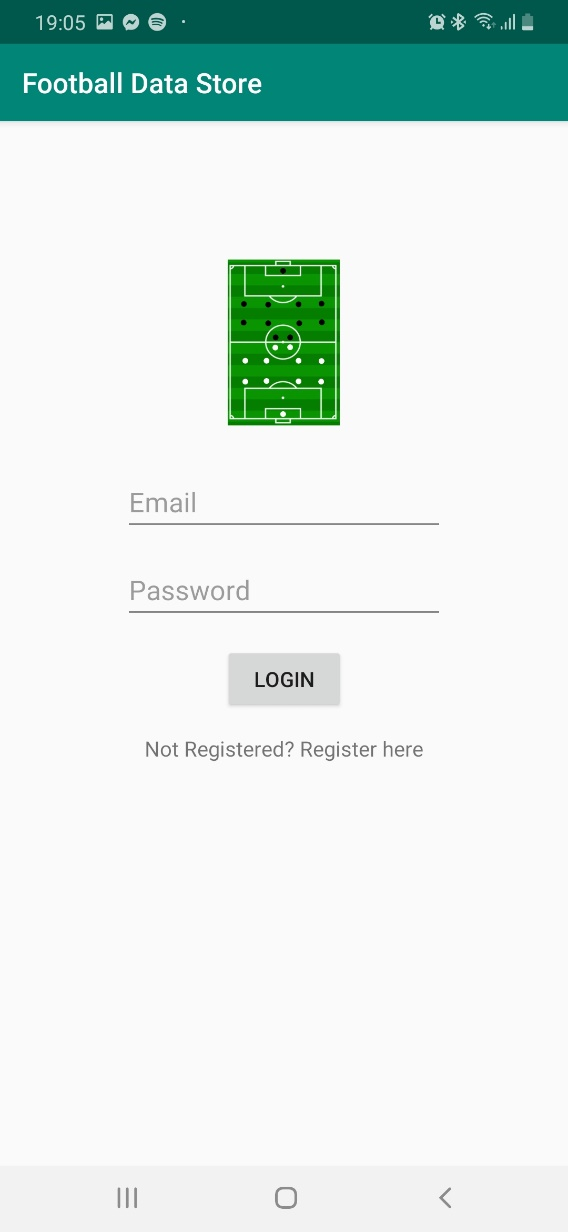 19:05
Football Data Store
Email
Password
LOGIN
Not Registered? Register here